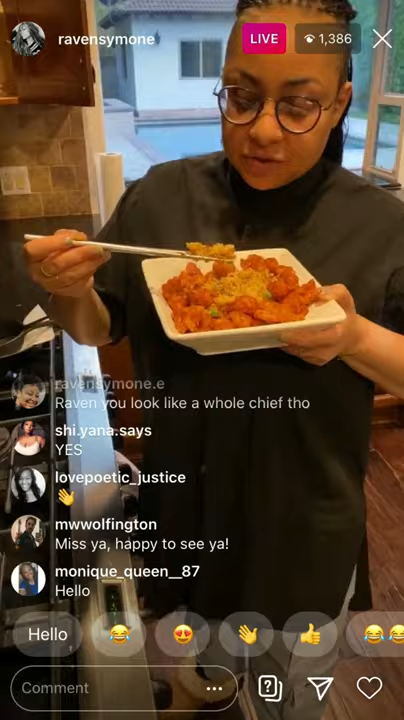 ravensymone
LIVE
1,386
ravensymone.e
Raven you look like a whole chief tho
shi.yana.says
YES
lovepoetic_justice
👋
mwwolfington
Miss ya, happy to see ya!
monique_queen__87
Hello
Hello 😂 😍 👋 👍 😂😂
Comment